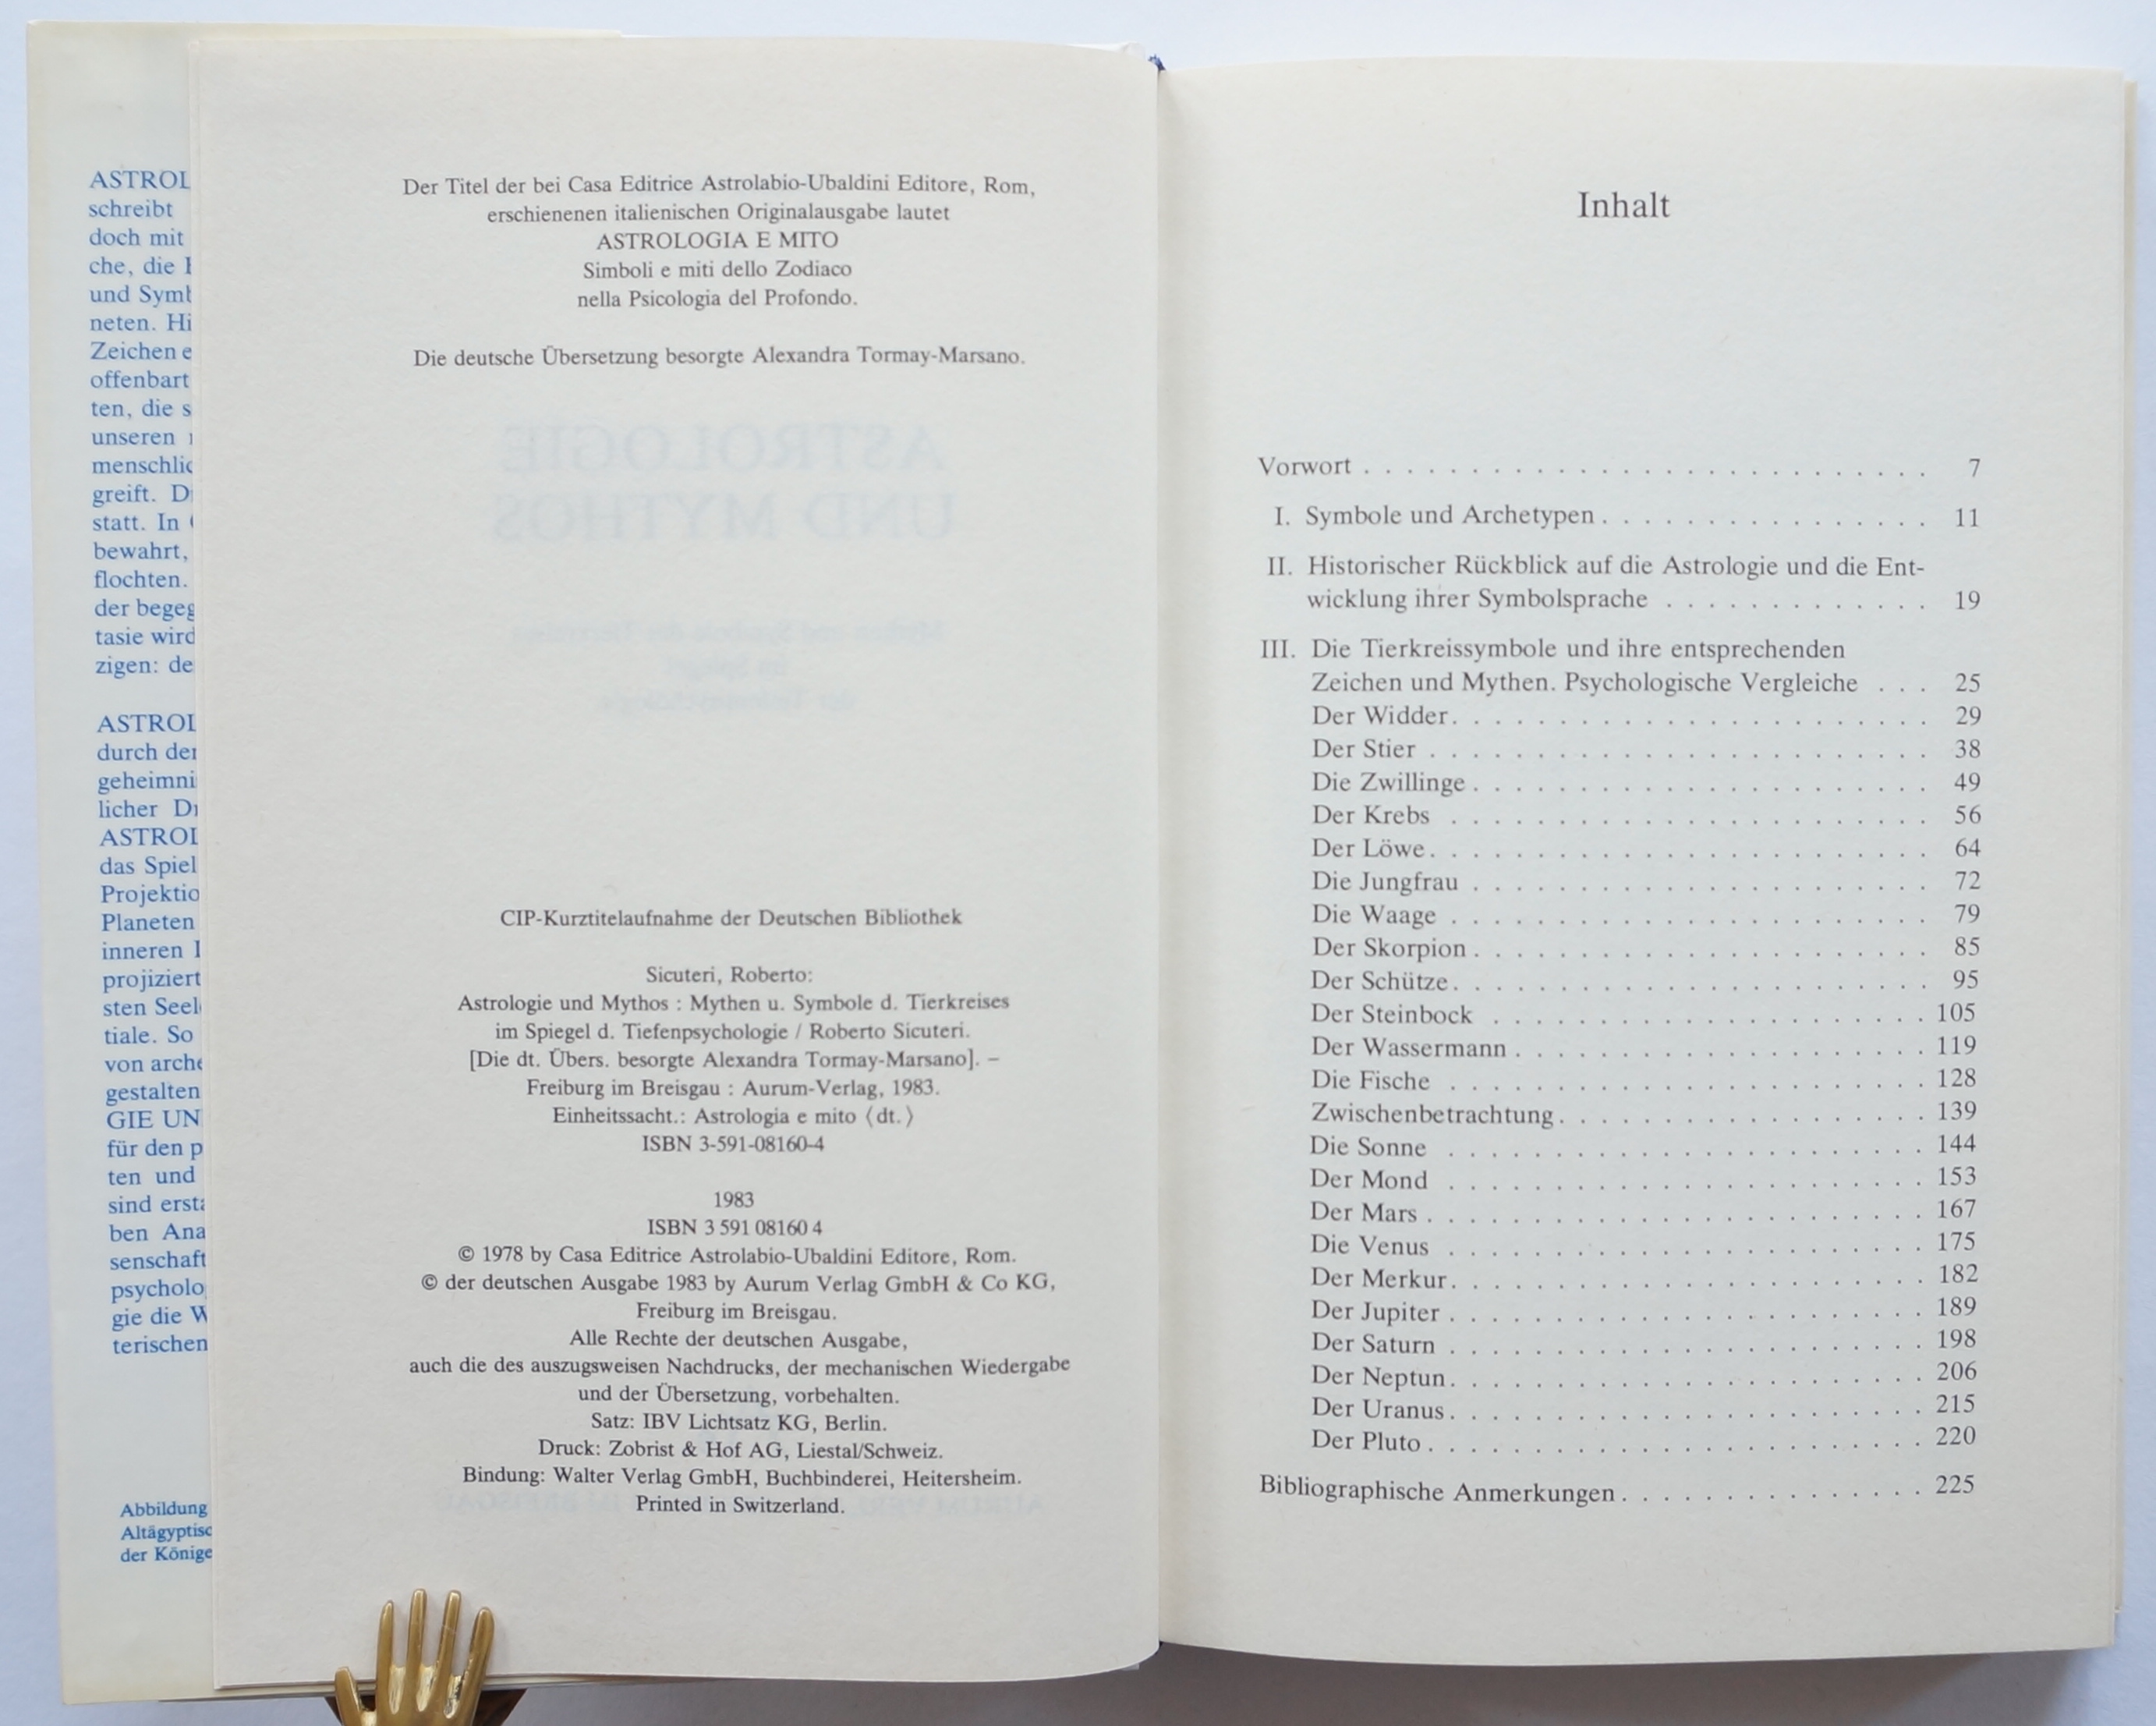 ASTROL
schreibt
doch mit
che, die
und Symb
neten. Hi
Zeichen e
offenbart
ten, die s
unseren
menschlic
greift. D
statt. In
bewahrt,
flochten.
der begeg
tasie wird
zigen: de
ASTROL
durch der
geheimni
licher Dr
ASTROL
das Spiel
Projektio
Planeten
inneren
projiziert
sten Seel
tiale. So
von arche
gestalten
GIE UN
für den p
ten und
sind ersta
ben Ana
senschaft
psycholo
gie die W
terischen
Abbildung
Altägyptisc
der Könige
Der Titel der bei Casa Editrice Astrolabio-Ubaldini Editore, Rom,
erschienenen italienischen Originalausgabe lautet
ASTROLOGIA E MITO
Simboli e miti dello Zodiaco
nella Psicologia del Profondo.
Die deutsche Übersetzung besorgte Alexandra Tormay-Marsano.
ASTROLOGIE
UND MYTHOS
CIP-Kurztitelaufnahme der Deutschen Bibliothek
Sicuteri, Roberto:
Astrologie und Mythos : Mythen u. Symbole d. Tierkreises
im Spiegel d. Tiefenpsychologie / Roberto Sicuteri.
[Die dt. Übers. besorgte Alexandra Tormay-Marsano]. –
Freiburg im Breisgau : Aurum-Verlag, 1983.
Einheitssacht.: Astrologia e mito ⟨dt.⟩
ISBN 3-591-08160-4
1983
ISBN 3 591 08160 4
© 1978 by Casa Editrice Astrolabio-Ubaldini Editore, Rom.
© der deutschen Ausgabe 1983 by Aurum Verlag GmbH & Co KG,
Freiburg im Breisgau.
Alle Rechte der deutschen Ausgabe,
auch die des auszugsweisen Nachdrucks, der mechanischen Wiedergabe
und der Übersetzung, vorbehalten.
Satz: IBV Lichtsatz KG, Berlin.
Druck: Zobrist & Hof AG, Liestal/Schweiz.
Bindung: Walter Verlag GmbH, Buchbinderei, Heitersheim.
Printed in Switzerland.
Inhalt
Vorwort . . . . . . . . . . 7
I. Symbole und Archetypen . . . . . . . . . . 11
II. Historischer Rückblick auf die Astrologie und die Ent-
wicklung ihrer Symbolsprache . . . . . . . . . . 19
III. Die Tierkreissymbole und ihre entsprechenden
Zeichen und Mythen. Psychologische Vergleiche . . . 25
Der Widder . . . . . . . . . . 29
Der Stier . . . . . . . . . . 38
Die Zwillinge . . . . . . . . . . 49
Der Krebs . . . . . . . . . . 56
Der Löwe . . . . . . . . . . 64
Die Jungfrau . . . . . . . . . . 72
Die Waage . . . . . . . . . . 79
Der Skorpion . . . . . . . . . . 85
Der Schütze . . . . . . . . . . 95
Der Steinbock . . . . . . . . . . 105
Der Wassermann . . . . . . . . . . 119
Die Fische . . . . . . . . . . 128
Zwischenbetrachtung . . . . . . . . . . 139
Die Sonne . . . . . . . . . . 144
Der Mond . . . . . . . . . . 153
Der Mars . . . . . . . . . . 167
Die Venus . . . . . . . . . . 175
Der Merkur . . . . . . . . . . 182
Der Jupiter . . . . . . . . . . 189
Der Saturn . . . . . . . . . . 198
Der Neptun . . . . . . . . . . 206
Der Uranus . . . . . . . . . . 215
Der Pluto . . . . . . . . . . 220
Bibliographische Anmerkungen . . . . . . . . . . 225